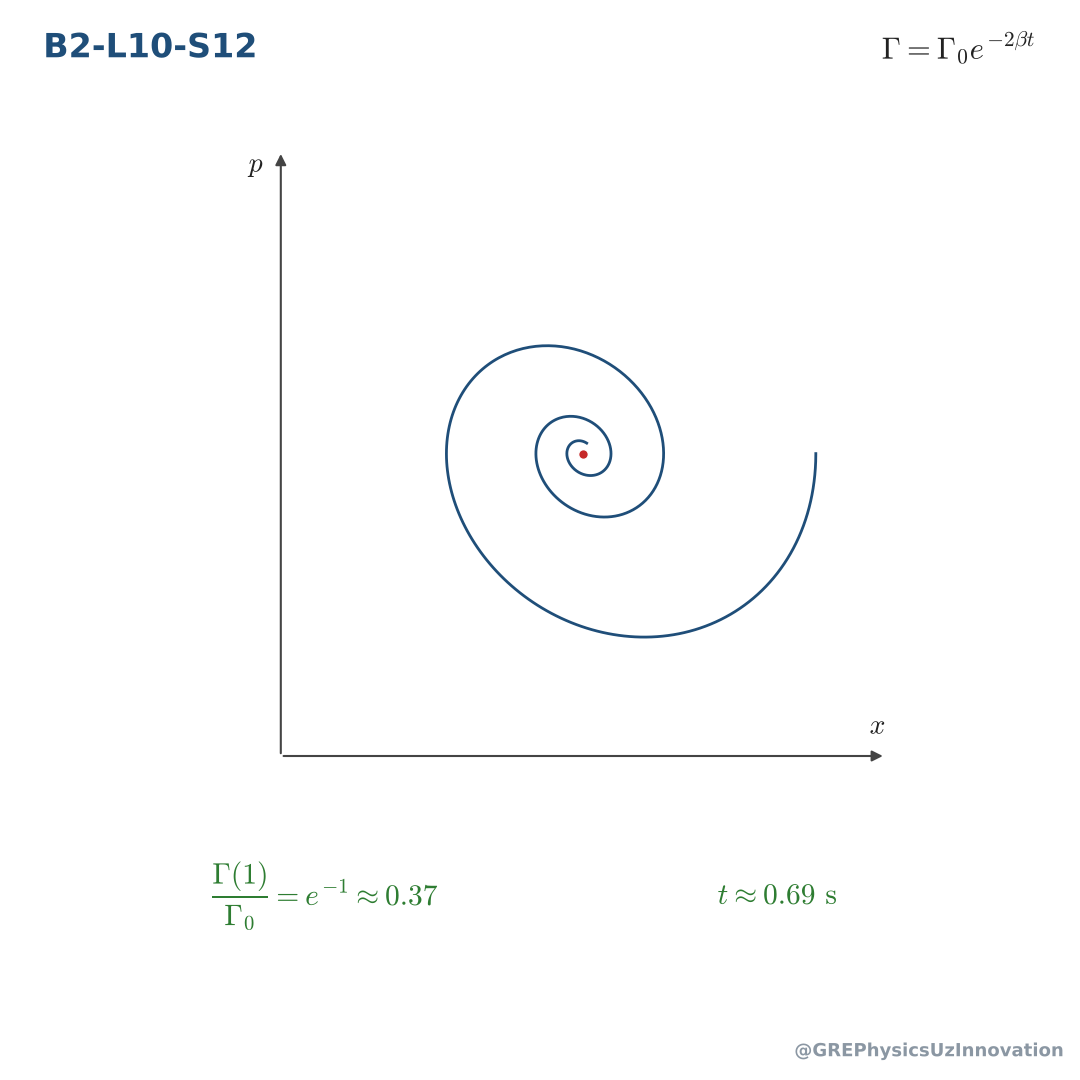 B2-L10-S12
Γ = Γ₀e^{−2βt}
p
x
Γ(1)/Γ₀ = e^{−1} ≈ 0.37
t ≈ 0.69 s
@GREPhysicsUzInnovation